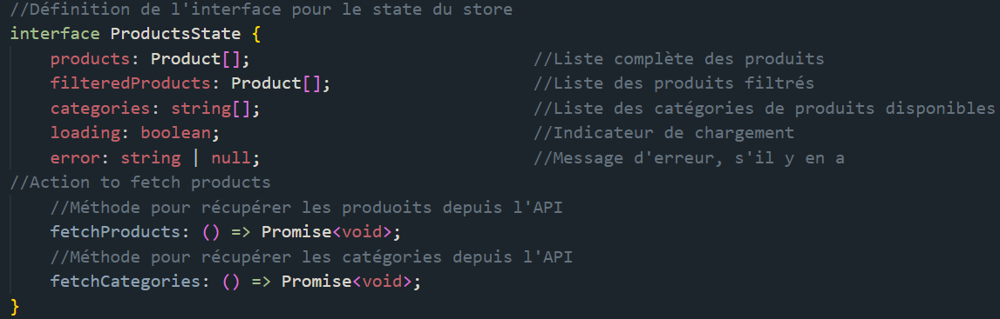 //Définition de l'interface pour le state du store
interface ProductsState {
products: Product[]; //Liste complète des produits
filteredProducts: Product[]; //Liste des produits filtrés
categories: string[]; //Liste des catégories de produits disponibles
loading: boolean; //Indicateur de chargement
error: string | null; //Message d'erreur, s'il y en a
//Action to fetch products
//Méthode pour récupérer les produoits depuis l'API
fetchProducts: () => Promise<void>;
//Méthode pour récupérer les catégories depuis l'API
fetchCategories: () => Promise<void>;
}